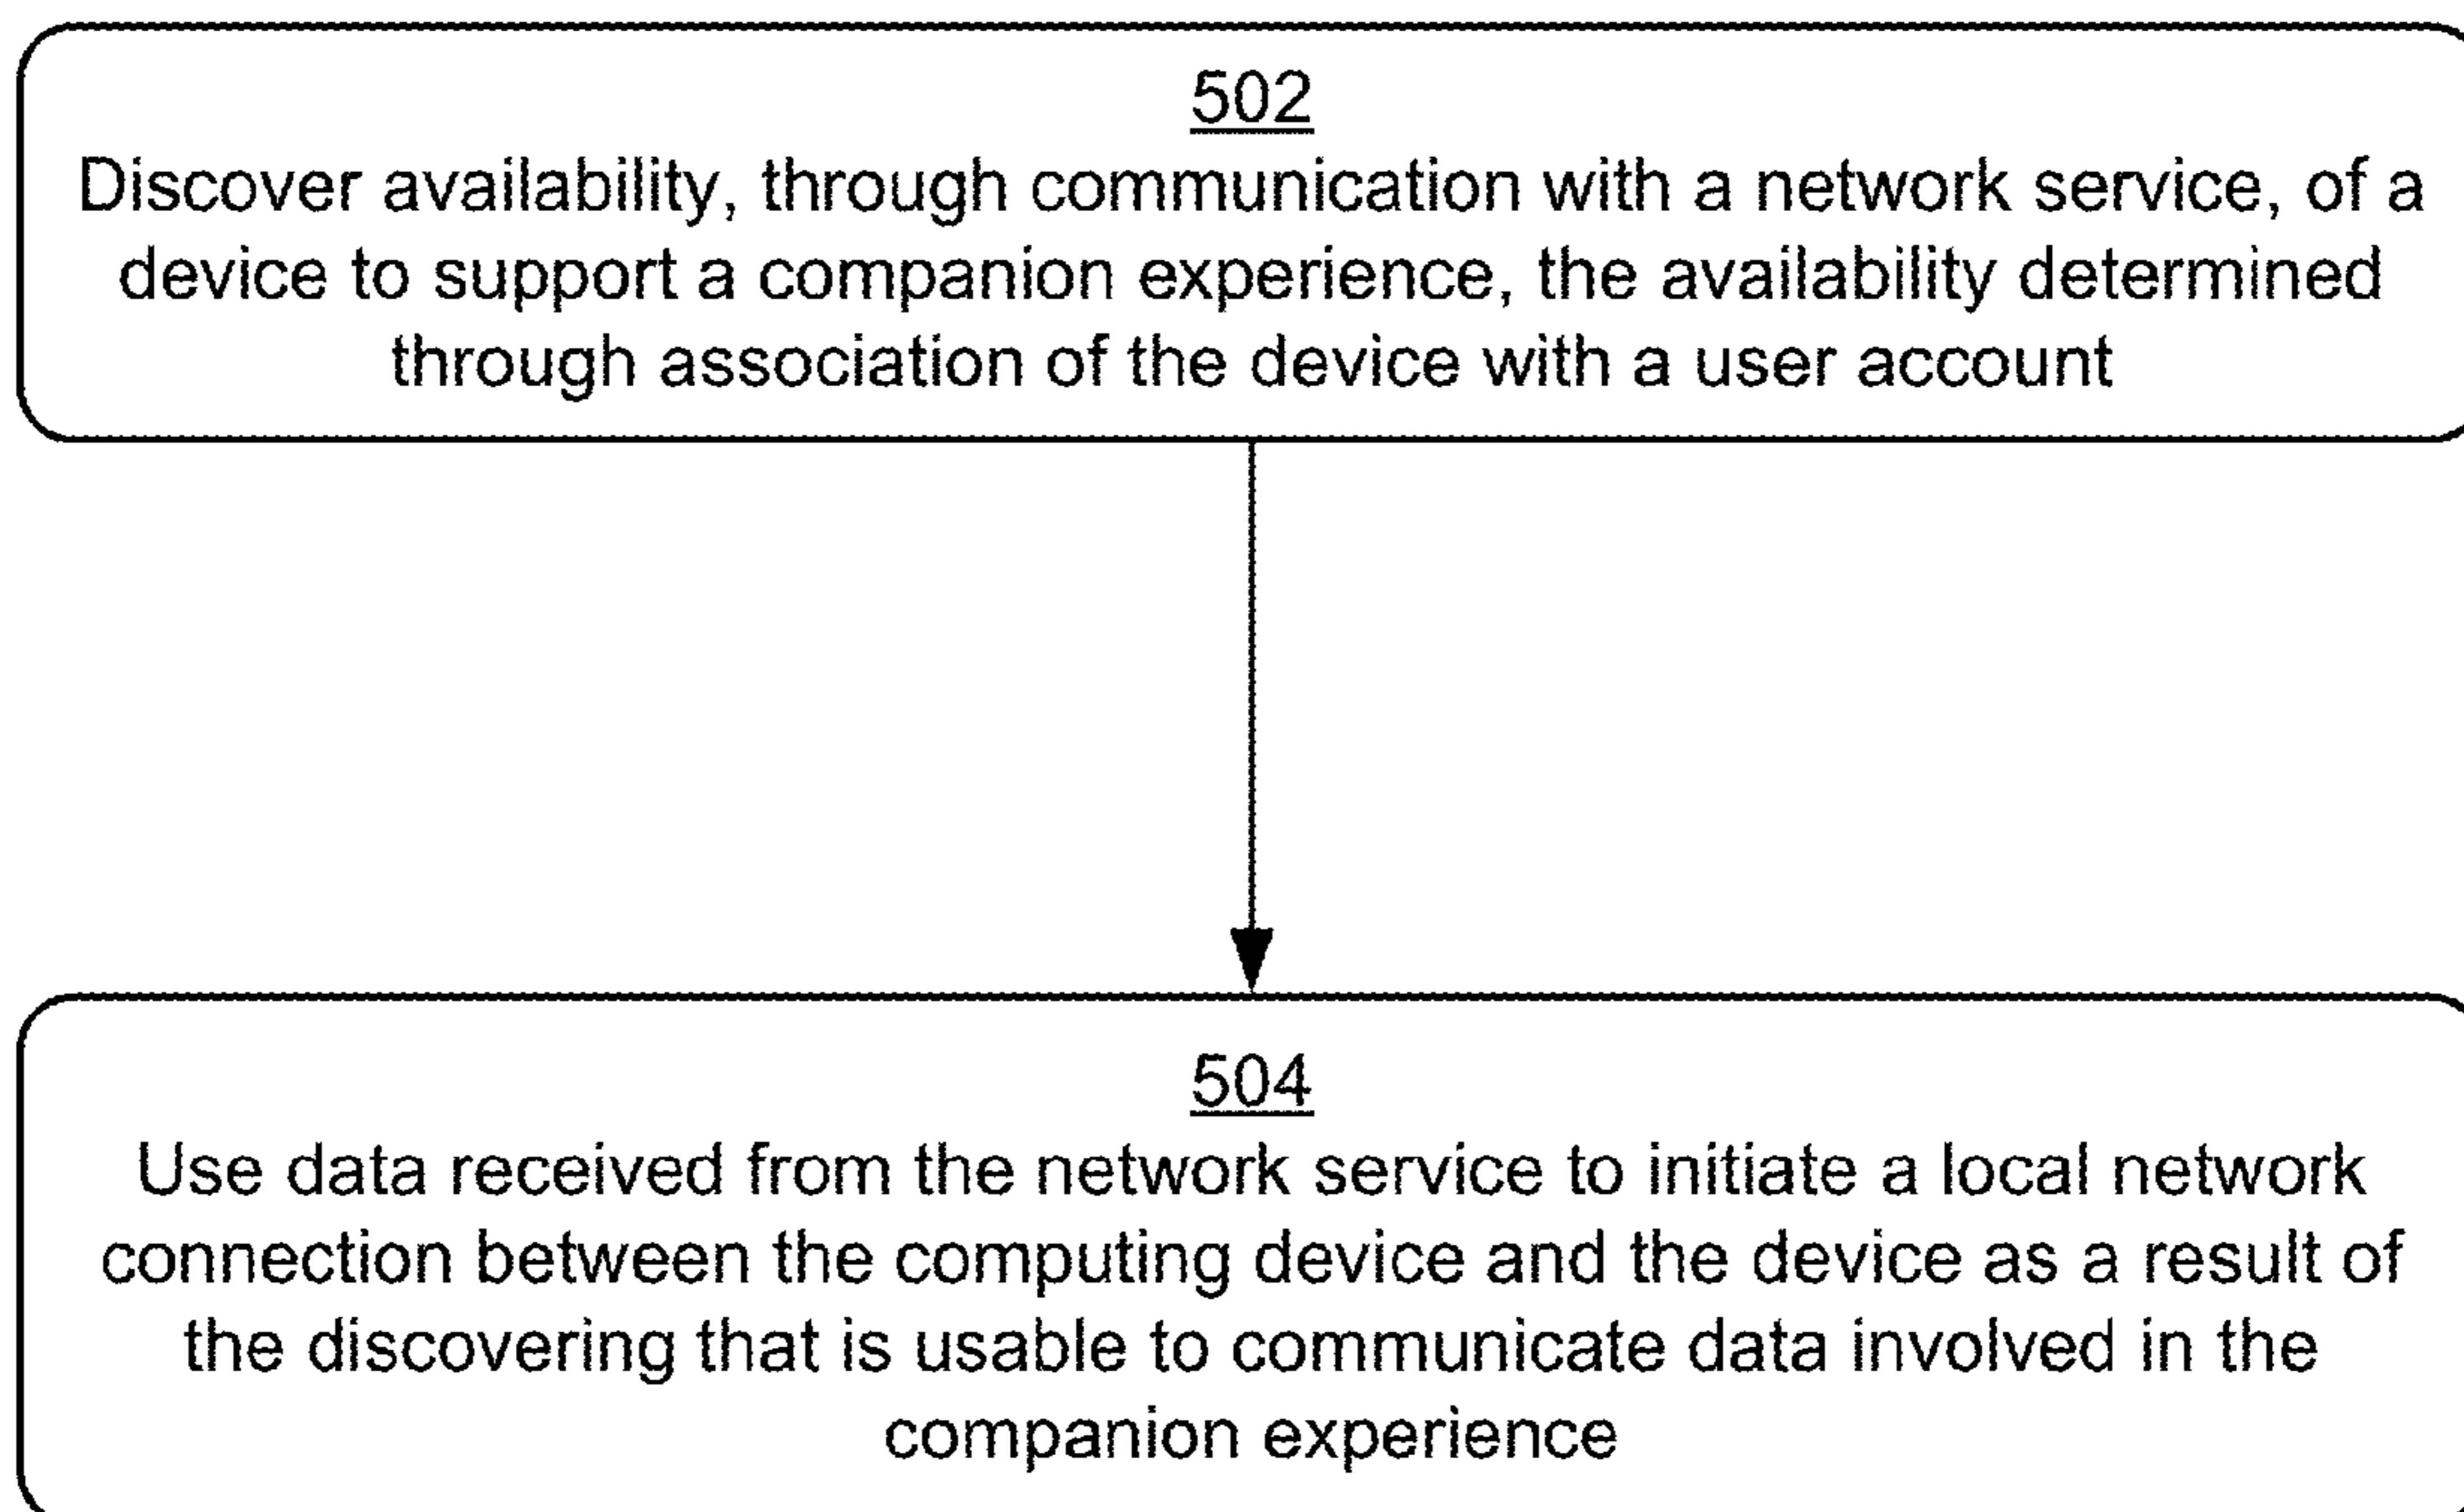 502
Discover availability, through communication with a network service, of a
device to support a companion experience, the availability determined
through association of the device with a user account
504
Use data received from the network service to initiate a local network
connection between the computing device and the device as a result of
the discovering that is usable to communicate data involved in the
companion experience